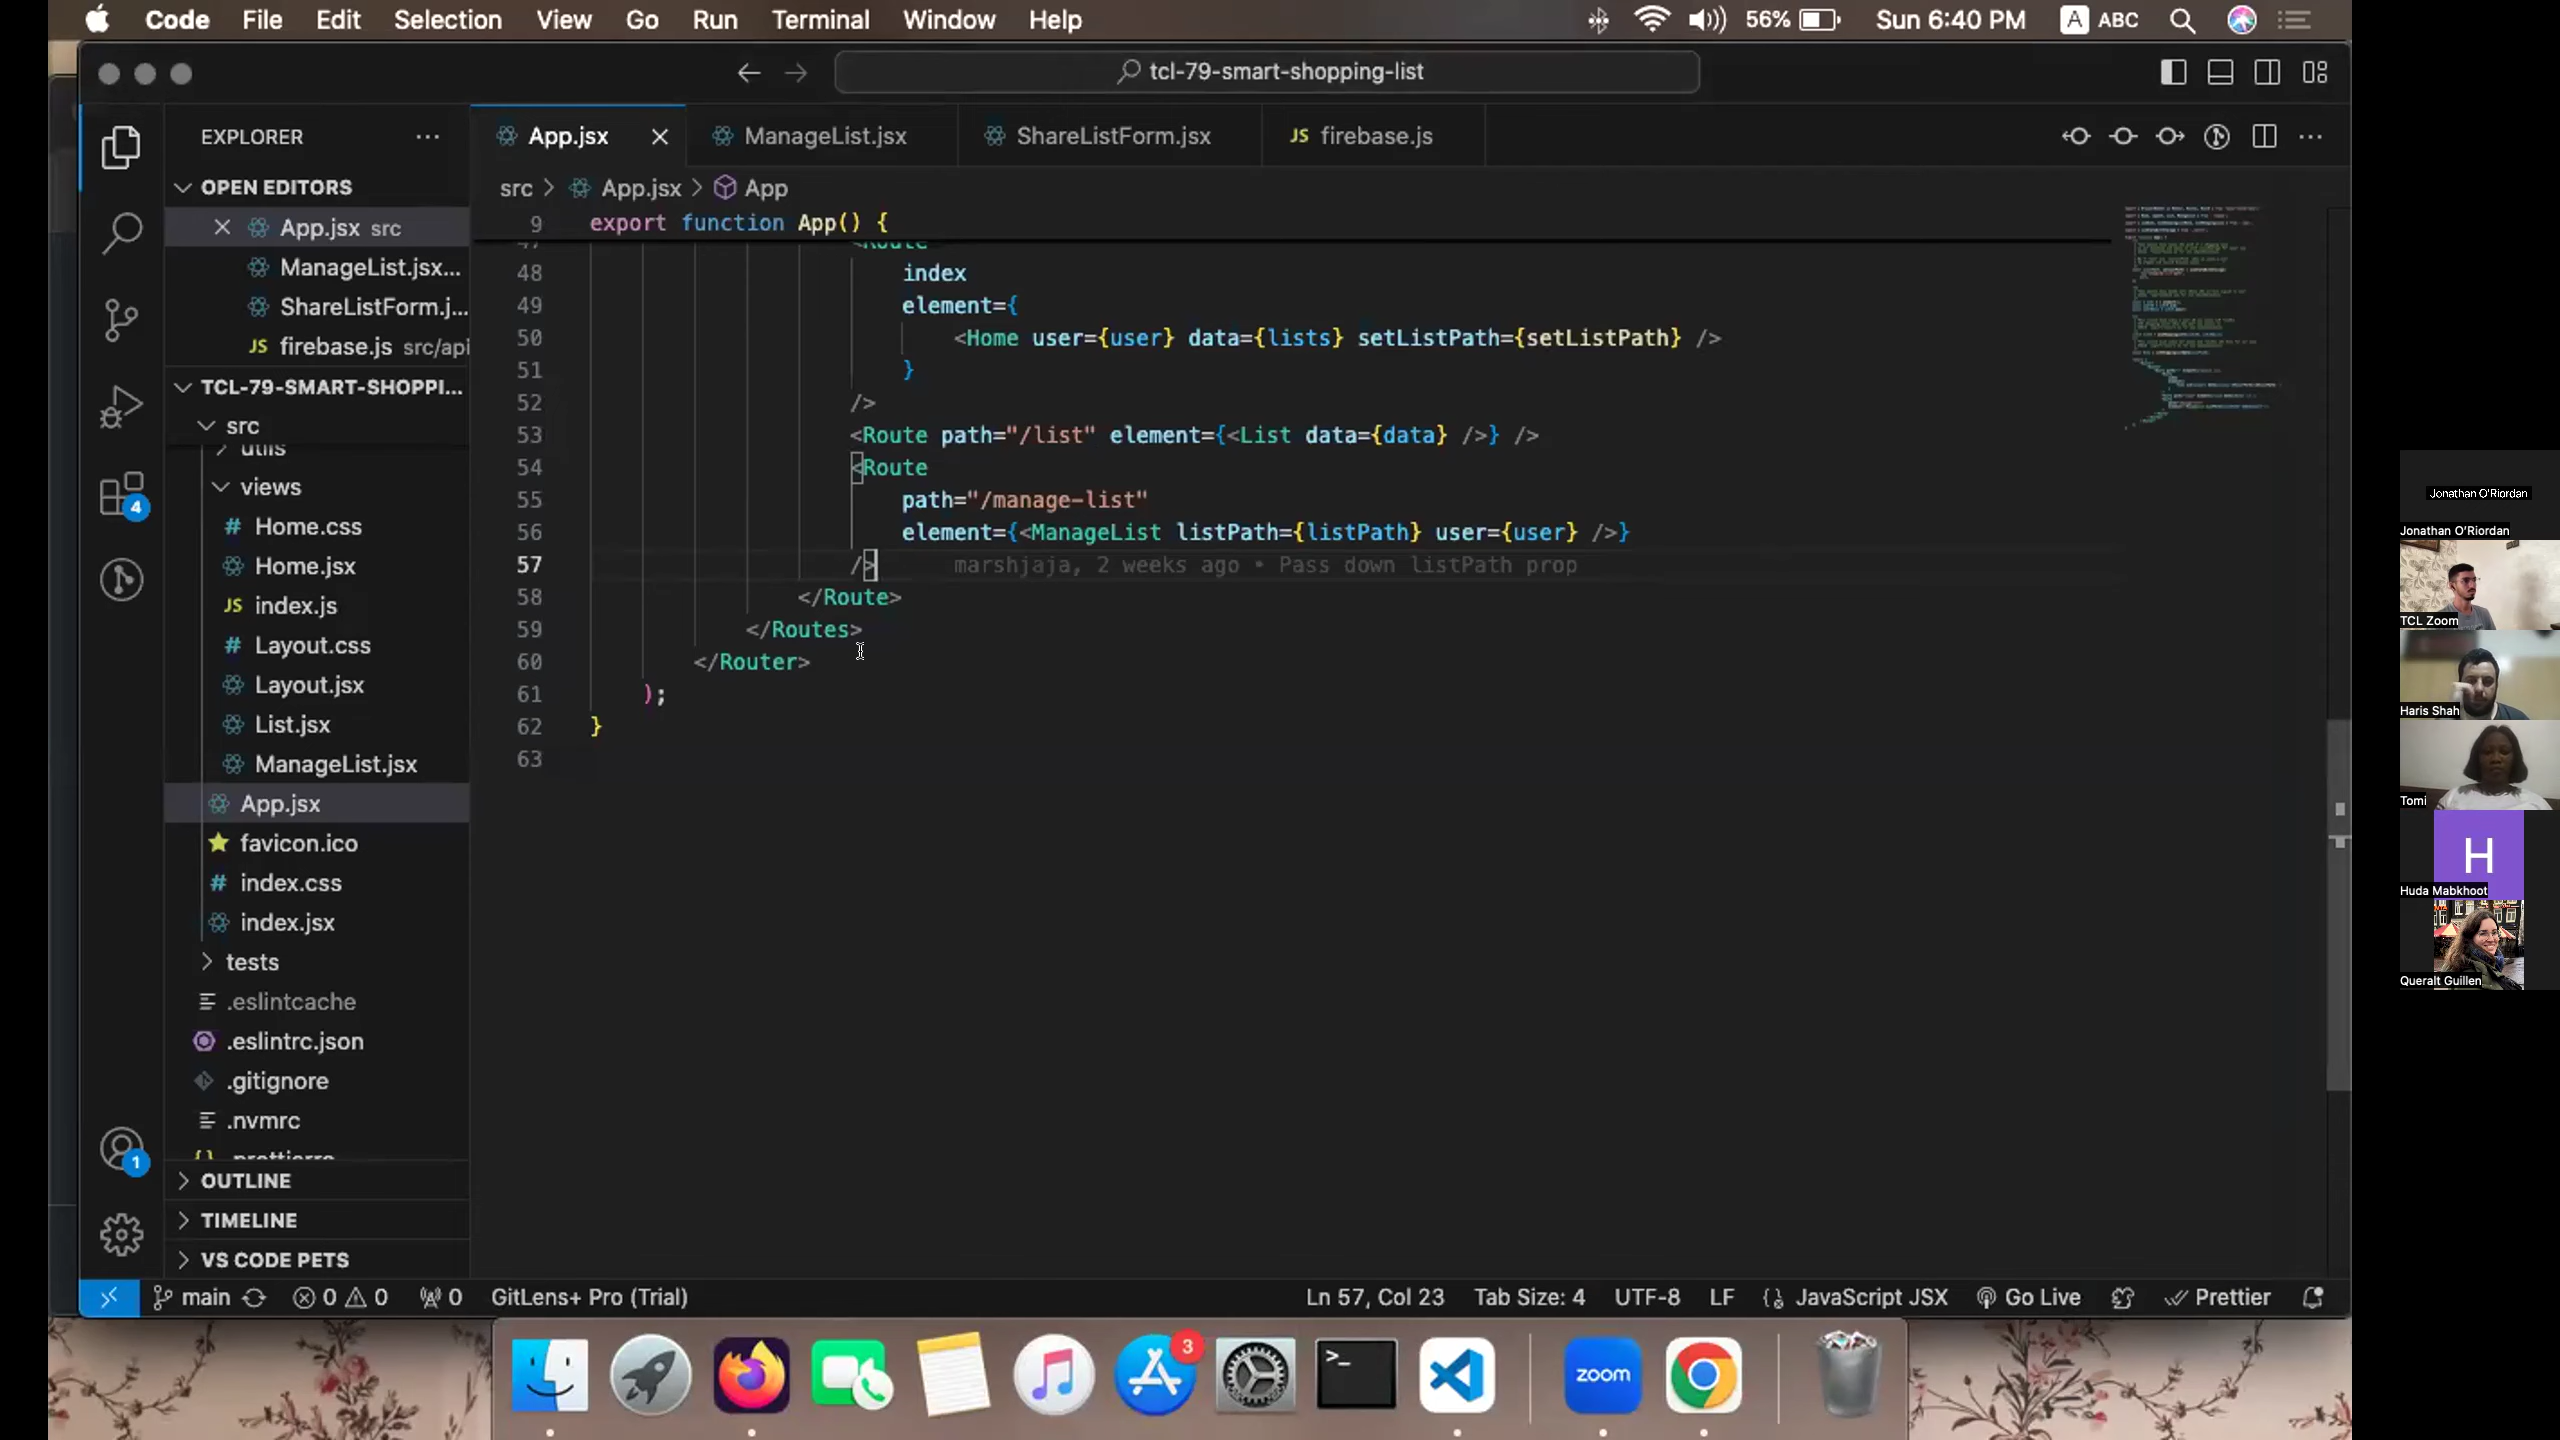 Code File Edit Selection View Go Run Terminal Window Help 56% Sun 6:40 PM A ABC
tcl-79-smart-shopping-list
EXPLORER
OPEN EDITORS
App.jsx src
ManageList.jsx...
ShareListForm.j...
firebase.js src/api
TCL-79-SMART-SHOPPI...
src
utils
views
Home.css
Home.jsx
index.js
Layout.css
Layout.jsx
List.jsx
ManageList.jsx
App.jsx
favicon.ico
index.css
index.jsx
tests
.eslintcache
.eslintrc.json
.gitignore
.nvmrc
.prettierrc
OUTLINE
TIMELINE
VS CODE PETS
4
1
App.jsx ManageList.jsx ShareListForm.jsx JS firebase.js
src > App.jsx > App
9 export function App() {
47 <Route
48 index
49 element={
50 <Home user={user} data={lists} setListPath={setListPath} />
51 }
52 />
53 <Route path="/list" element={<List data={data} />} />
54 <Route
55 path="/manage-list"
56 element={<ManageList listPath={listPath} user={user} />}
57 /> marshjaja, 2 weeks ago • Pass down listPath prop
58 </Route>
59 </Routes>
60 </Router>
61 );
62 }
63
main 0 0 0 GitLens+ Pro (Trial) Ln 57, Col 23 Tab Size: 4 UTF-8 LF JavaScript JSX Go Live Prettier
3
zoom
Jonathan O'Riordan
Jonathan O'Riordan
TCL Zoom
Haris Shah
Tomi
H
Huda Mabkhoot
Queralt Guillen